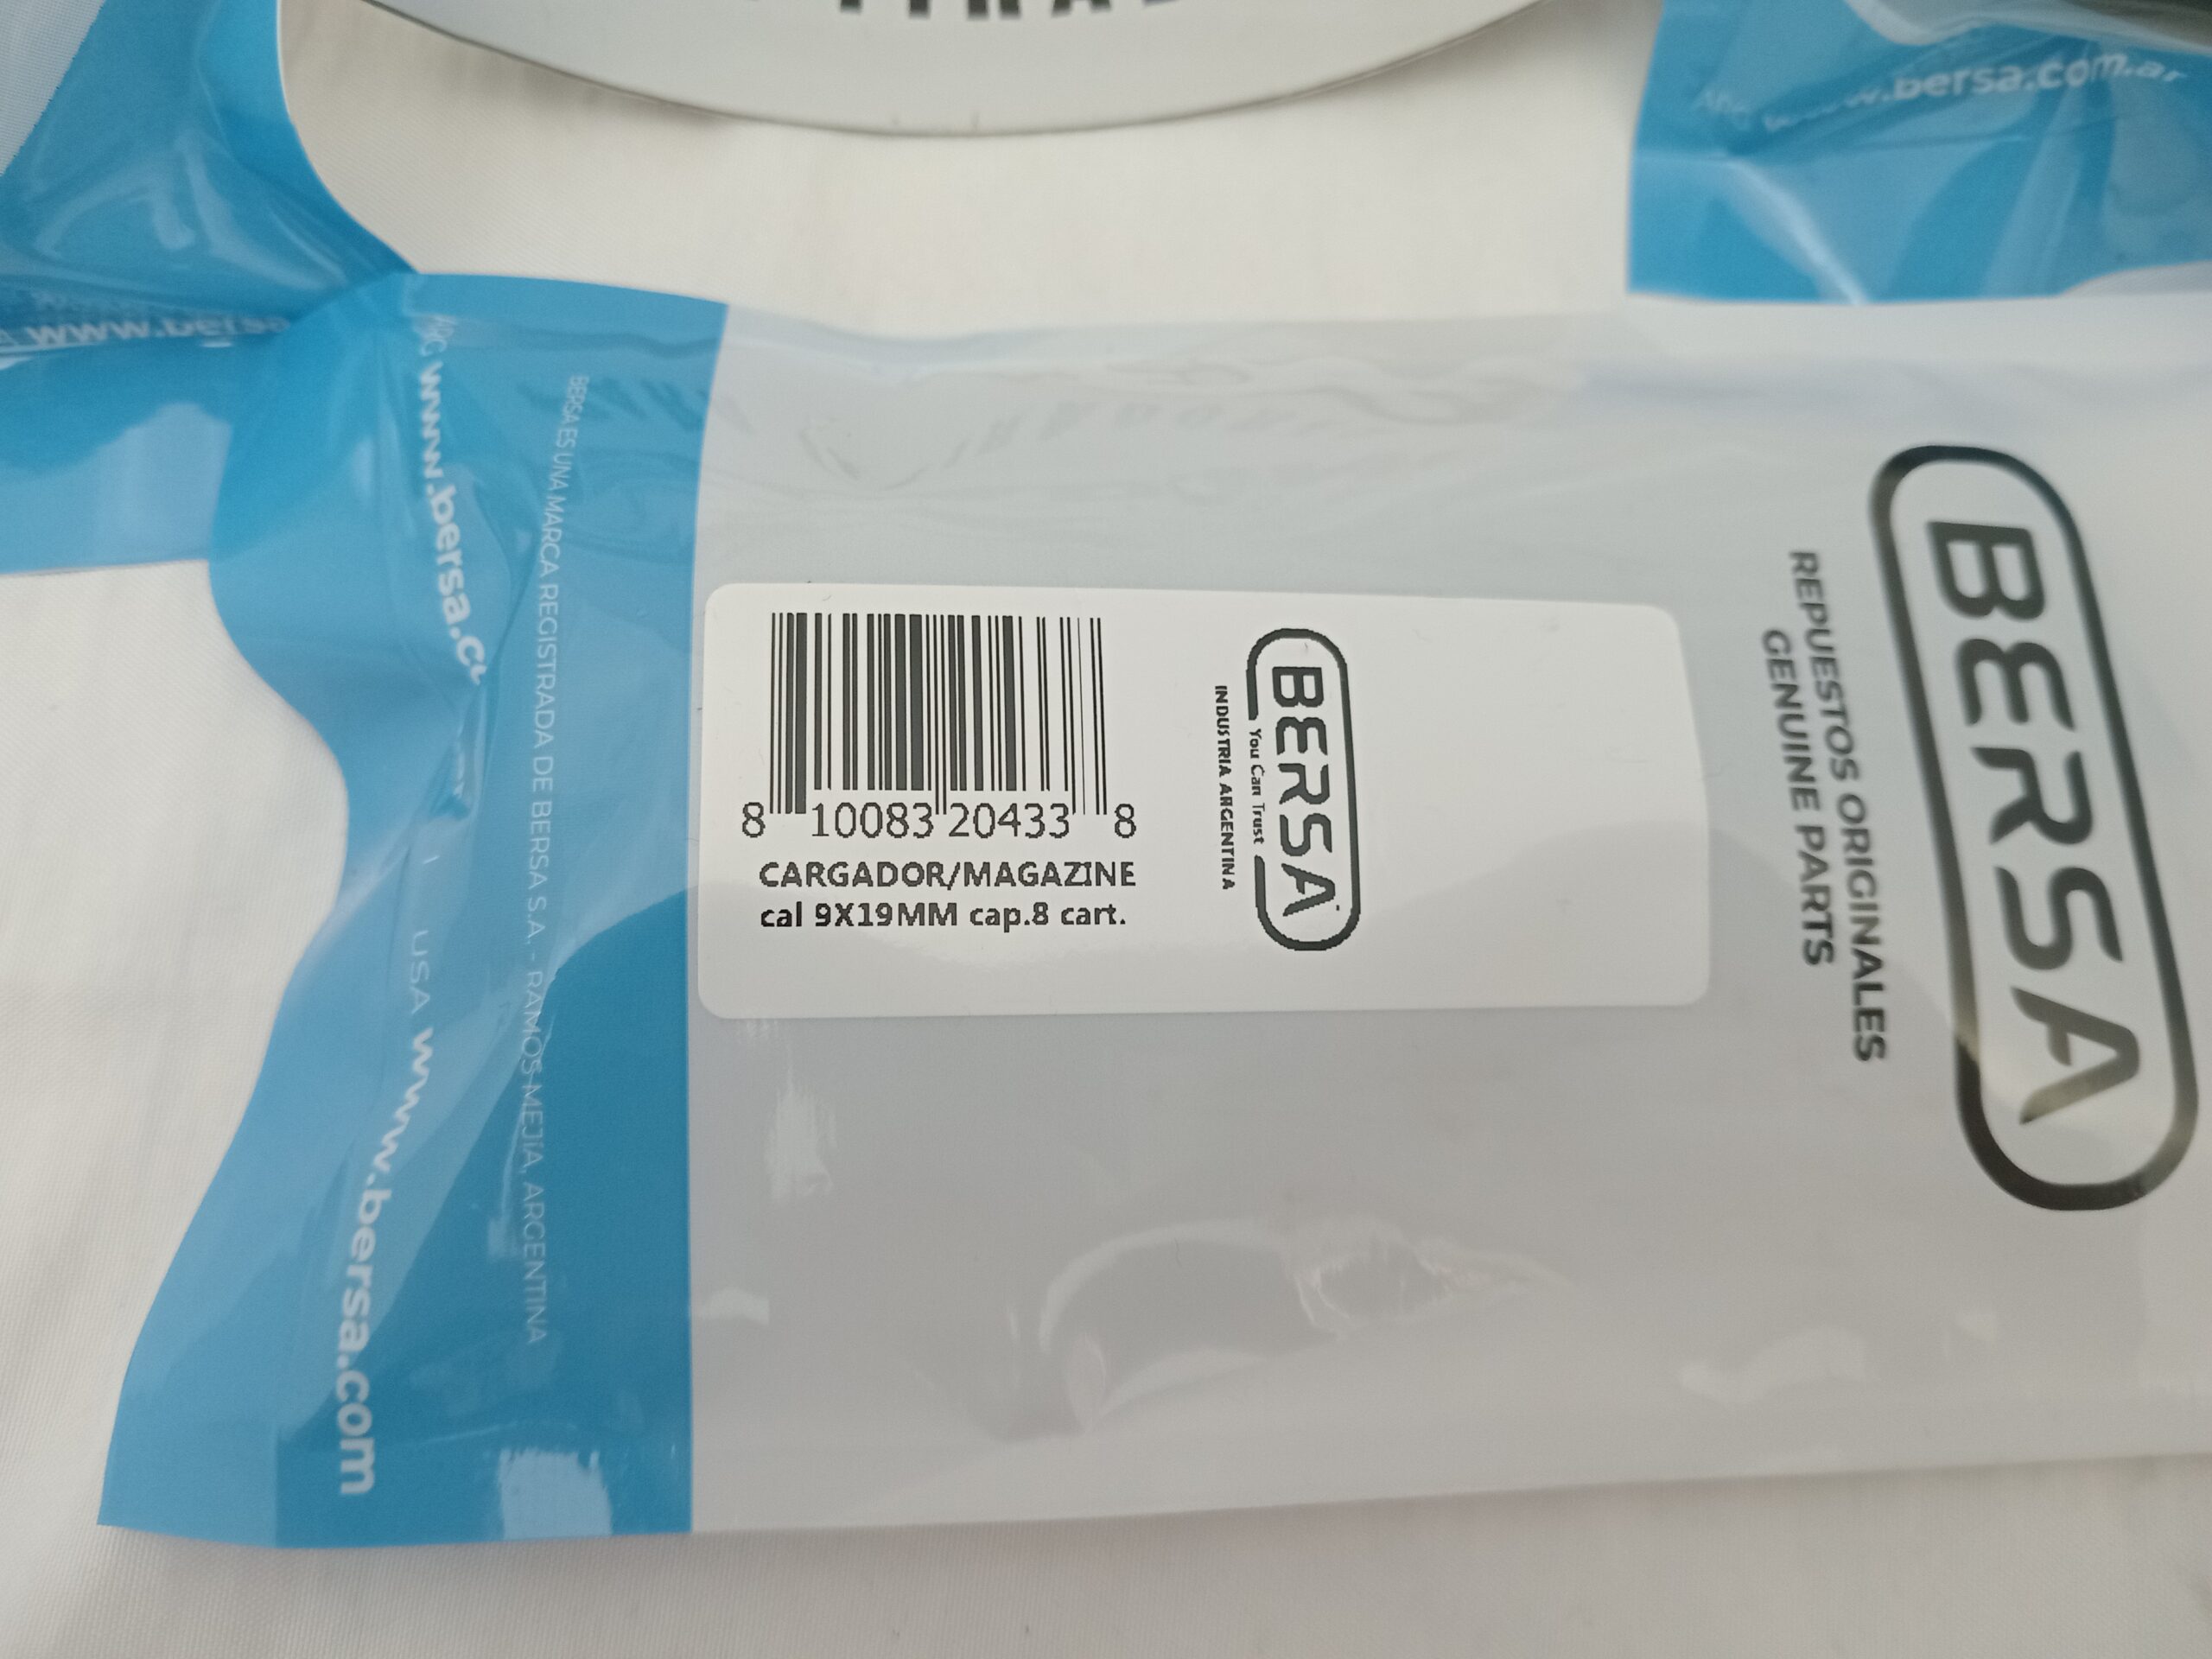 www.bersa.com.ar
www.bersa
ARG www.bersa.co
USA www.bersa.com
BERSA ES UNA MARCA REGISTRADA DE BERSA S.A. - RAMOS MEJÍA, ARGENTINA
8 10083 20433 8
CARGADOR/MAGAZINE
cal 9X19MM cap.8 cart.
BERSA
You Can Trust
INDUSTRIA ARGENTINA
BERSA
REPUESTOS ORIGINALES
GENUINE PARTS